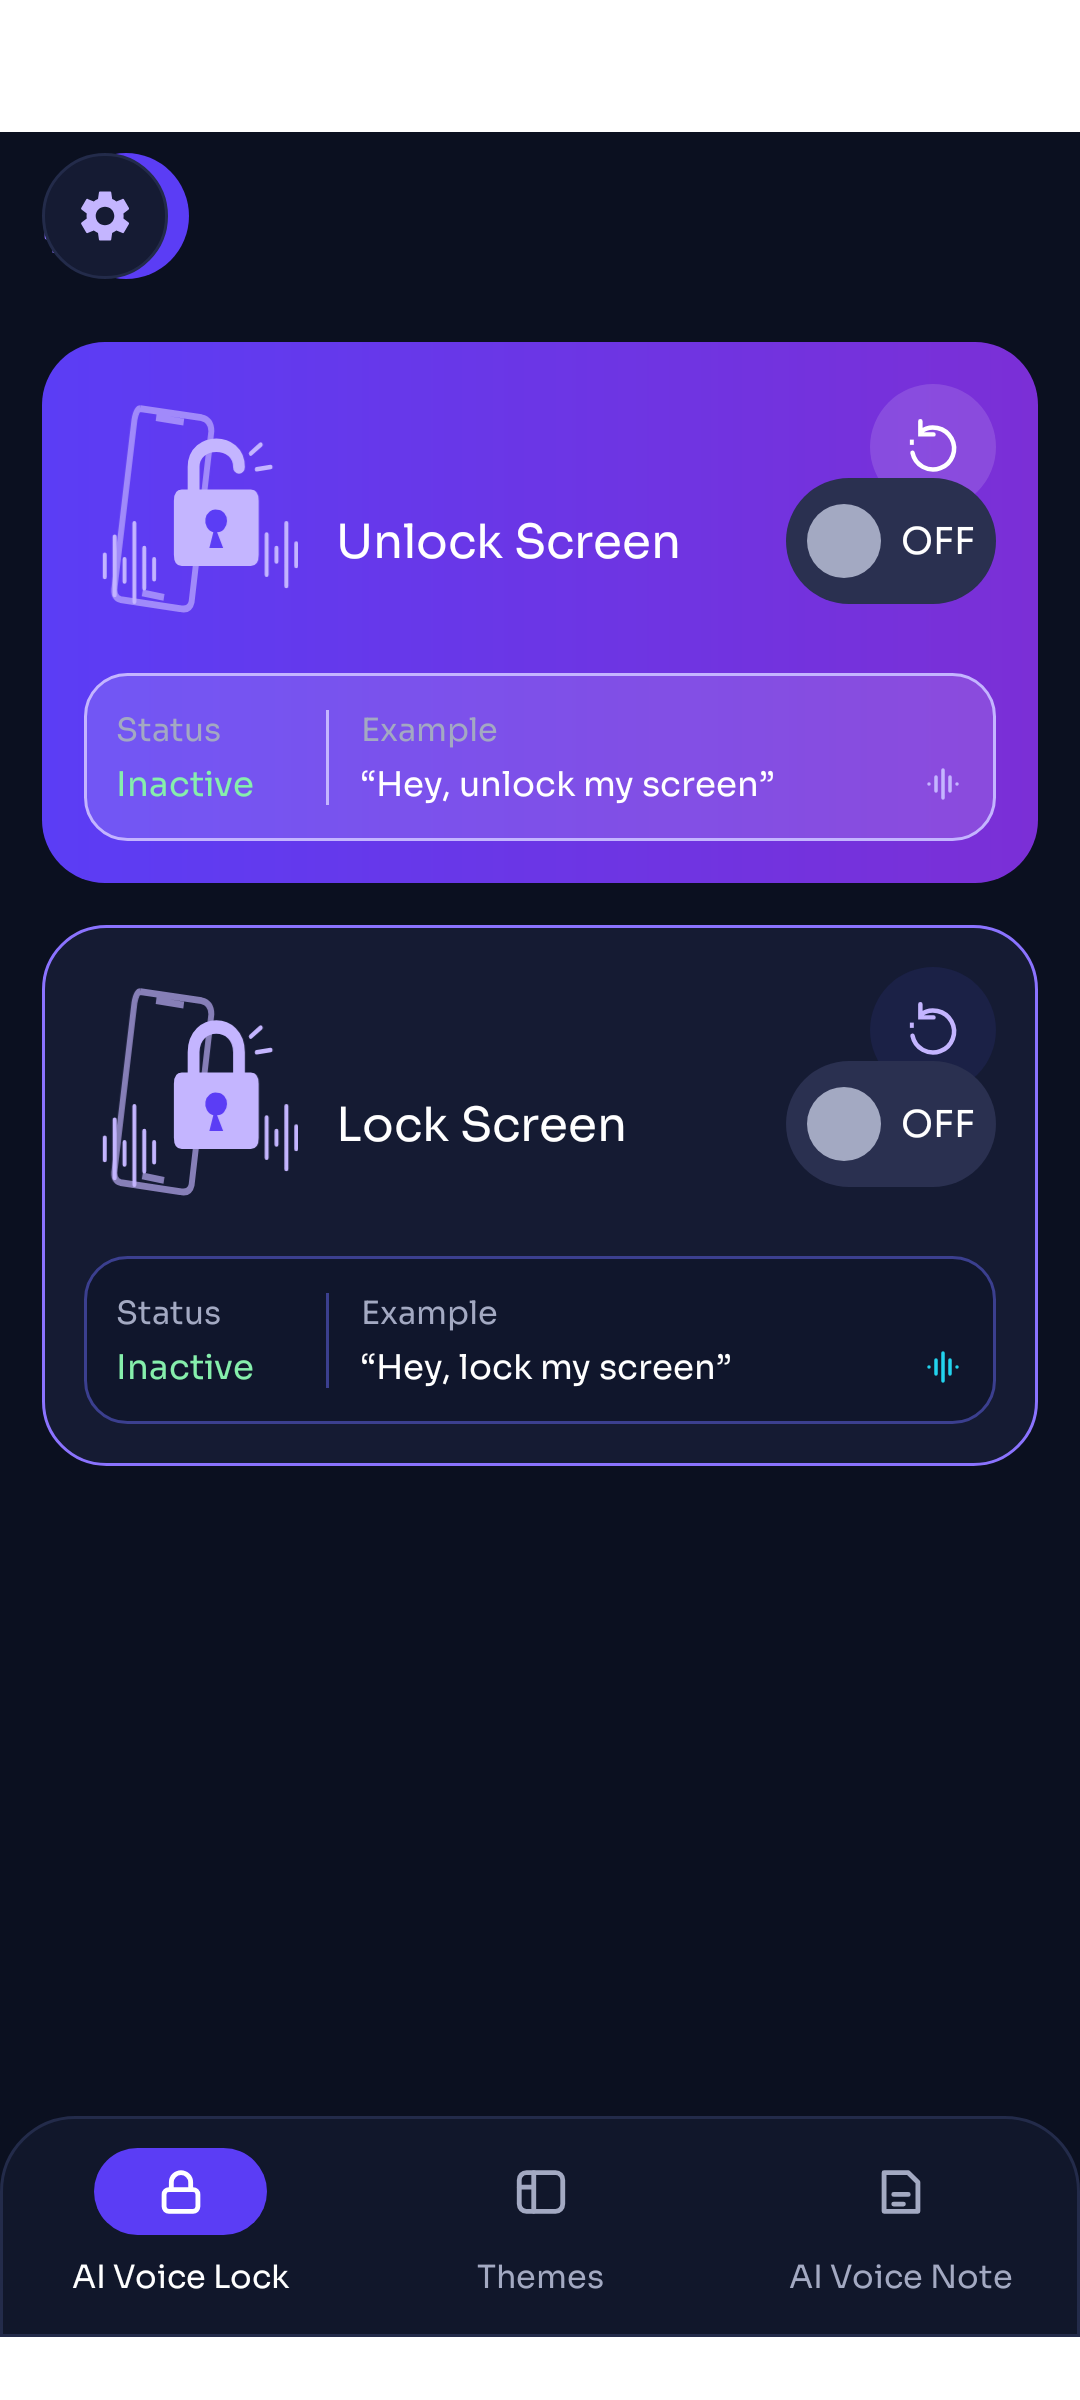 Unlock Screen
OFF
Status
Example
Inactive
“Hey, unlock my screen”
Lock Screen
OFF
Status
Example
Inactive
“Hey, lock my screen”
AI Voice Lock
Themes
AI Voice Note